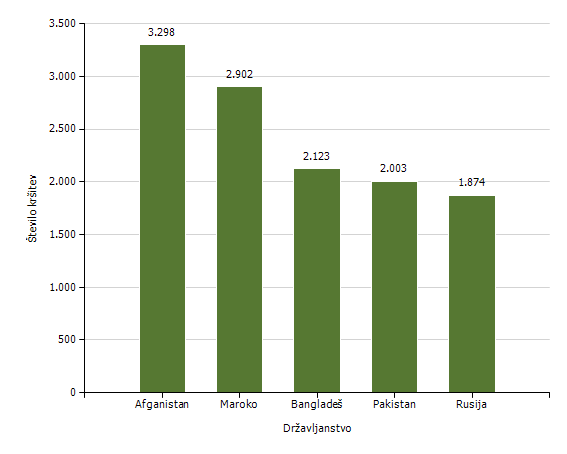 3.500
3.000
2.500
2.000
1.500
1.000
500
0
3.298
2.902
2.123
2.003
1.874
Število kršitev
Afganistan
Maroko
Bangladeš
Pakistan
Rusija
Državljanstvo